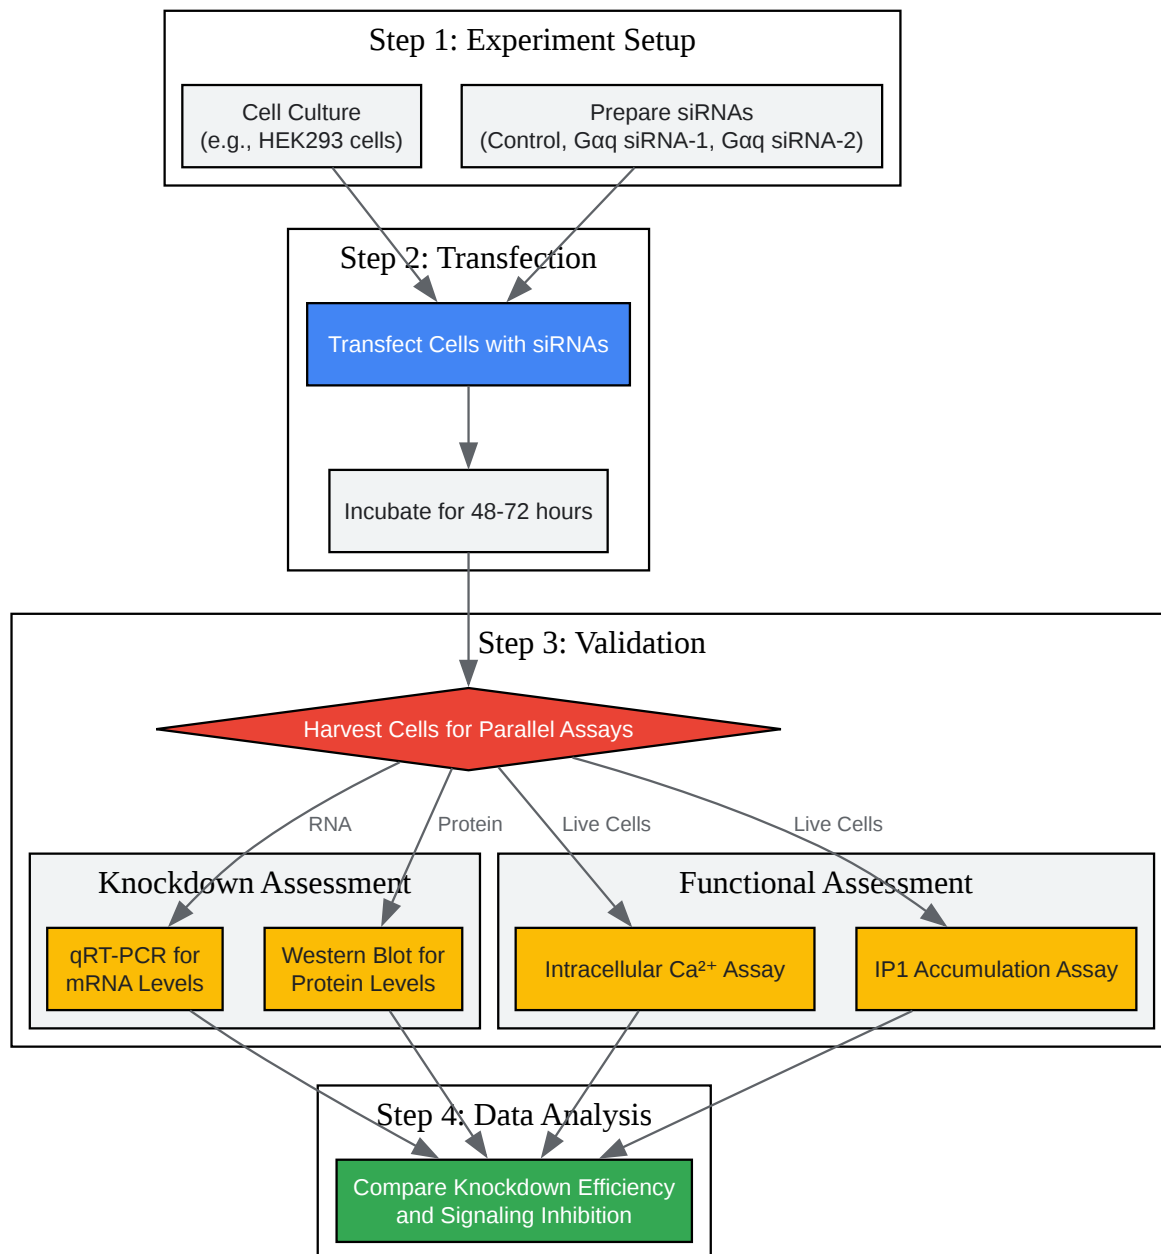 Step 1: Experiment Setup
Cell Culture
(e.g., HEK293 cells)
Prepare siRNAs
(Control, Gαq siRNA-1, Gαq siRNA-2)
Step 2: Transfection
Transfect Cells with siRNAs
Incubate for 48-72 hours
Step 3: Validation
Harvest Cells for Parallel Assays
RNA
Protein
Live Cells
Live Cells
Knockdown Assessment
Functional Assessment
qRT-PCR for
mRNA Levels
Western Blot for
Protein Levels
Intracellular Ca²⁺ Assay
IP1 Accumulation Assay
Step 4: Data Analysis
Compare Knockdown Efficiency
and Signaling Inhibition